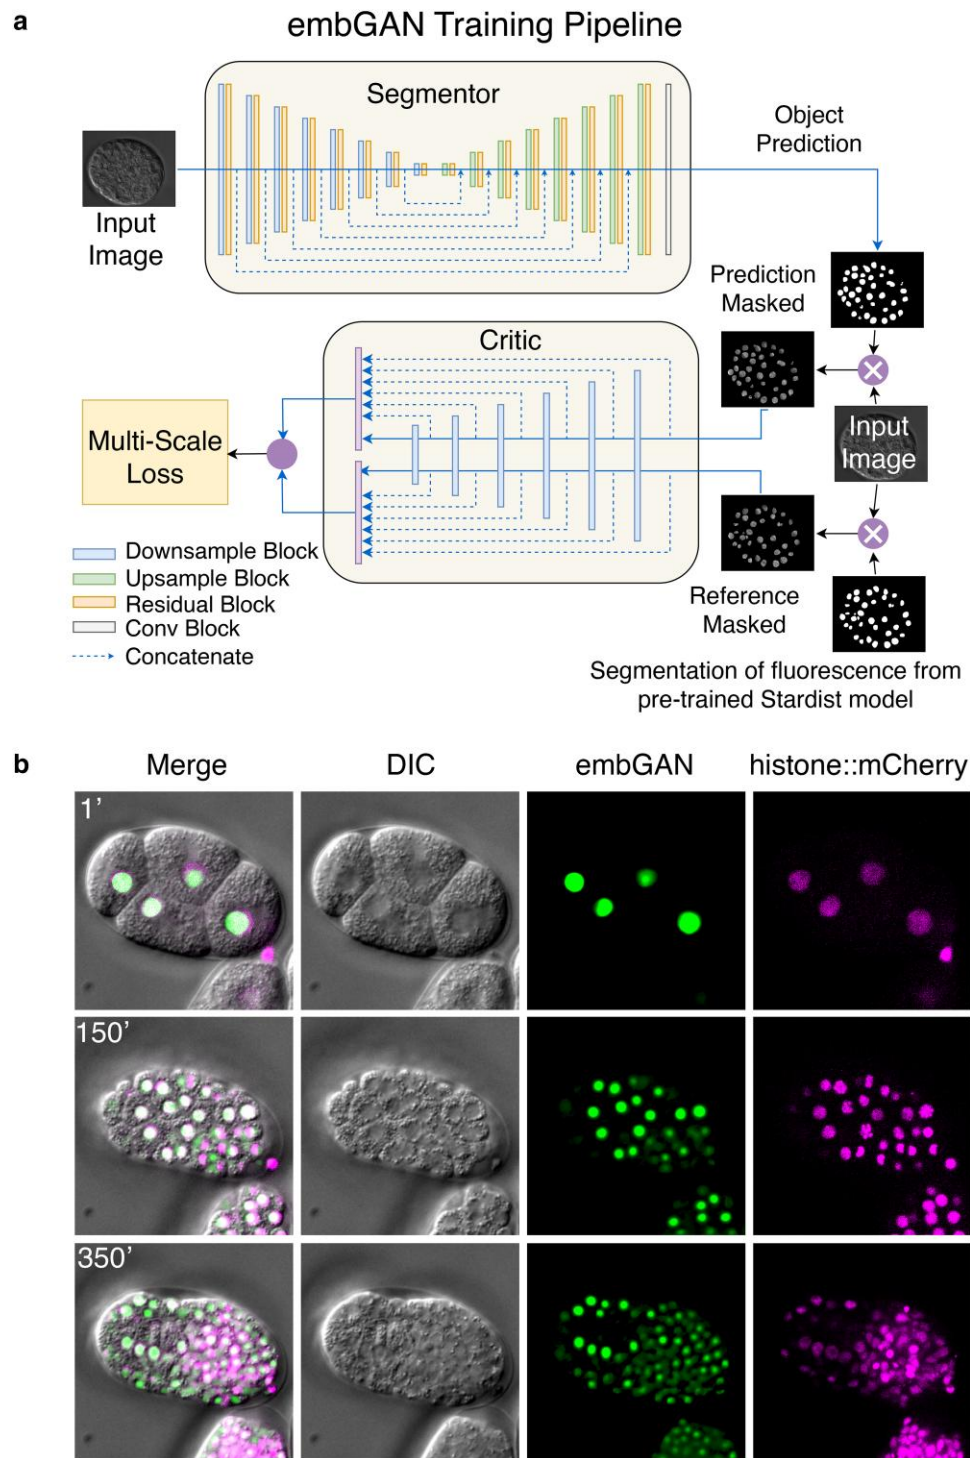 a
embGAN Training Pipeline
Segmentor
Object
Prediction
Input
Image
Prediction
Masked
Critic
Input
Image
Multi-Scale
Loss
Downsample Block
Upsample Block
Residual Block
Conv Block
Concatenate
Reference
Masked
Segmentation of fluorescence from
pre-trained Stardist model
b
Merge
DIC
embGAN
histone::mCherry
1’
150’
350’